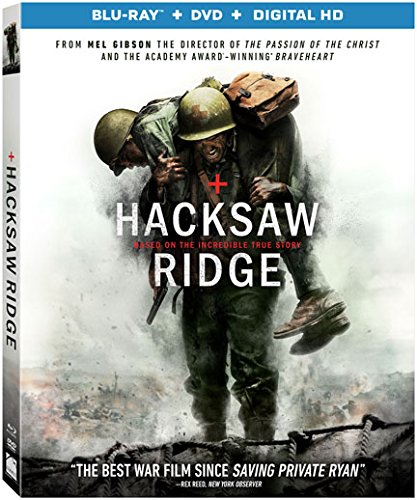 BLU-RAY™ + DVD + DIGITAL HD
FROM MEL GIBSON THE DIRECTOR OF THE PASSION OF THE CHRIST
AND THE ACADEMY AWARD®-WINNING BRAVEHEART
HACKSAW
BASED ON THE INCREDIBLE TRUE STORY
RIDGE
"THE BEST WAR FILM SINCE SAVING PRIVATE RYAN"
—REX REED, NEW YORK OBSERVER
+ HACKSAW RIDGE